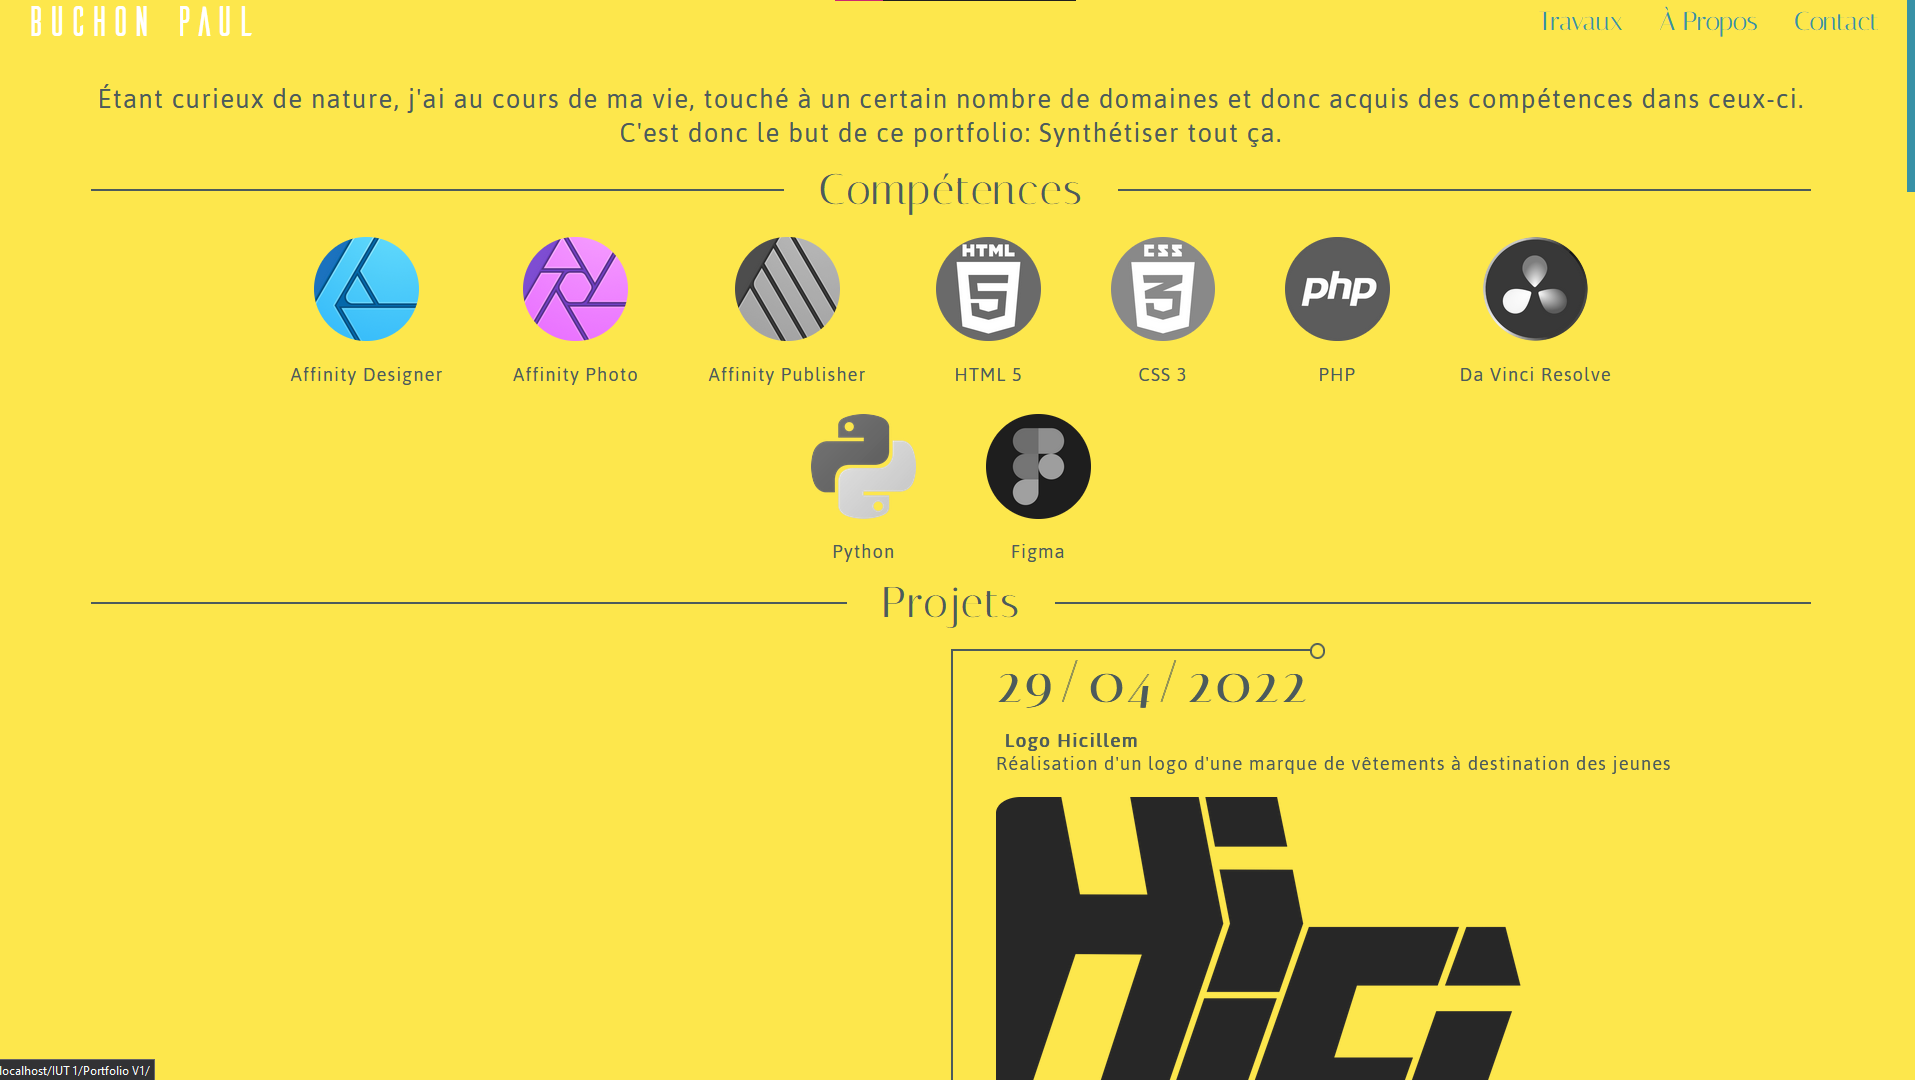 BUCHON PAUL
Travaux À Propos Contact
Étant curieux de nature, j'ai au cours de ma vie, touché à un certain nombre de domaines et donc acquis des compétences dans ceux-ci.
C'est donc le but de ce portfolio: Synthétiser tout ça.
Compétences
HTML
5
CSS
3
php
Affinity Designer
Affinity Photo
Affinity Publisher
HTML 5
CSS 3
PHP
Da Vinci Resolve
Python
Figma
Projets
29/04/2022
Logo Hicillem
Réalisation d'un logo d'une marque de vêtements à destination des jeunes
Hici
localhost/IUT 1/Portfolio V1/